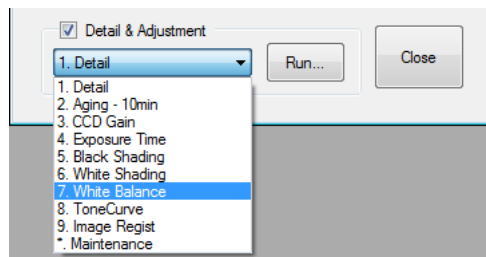 Detail & Adjustment
1. Detail
Run...
Close
1. Detail
2. Aging - 10min
3. CCD Gain
4. Exposure Time
5. Black Shading
6. White Shading
7. White Balance
8. ToneCurve
9. Image Regist
*. Maintenance